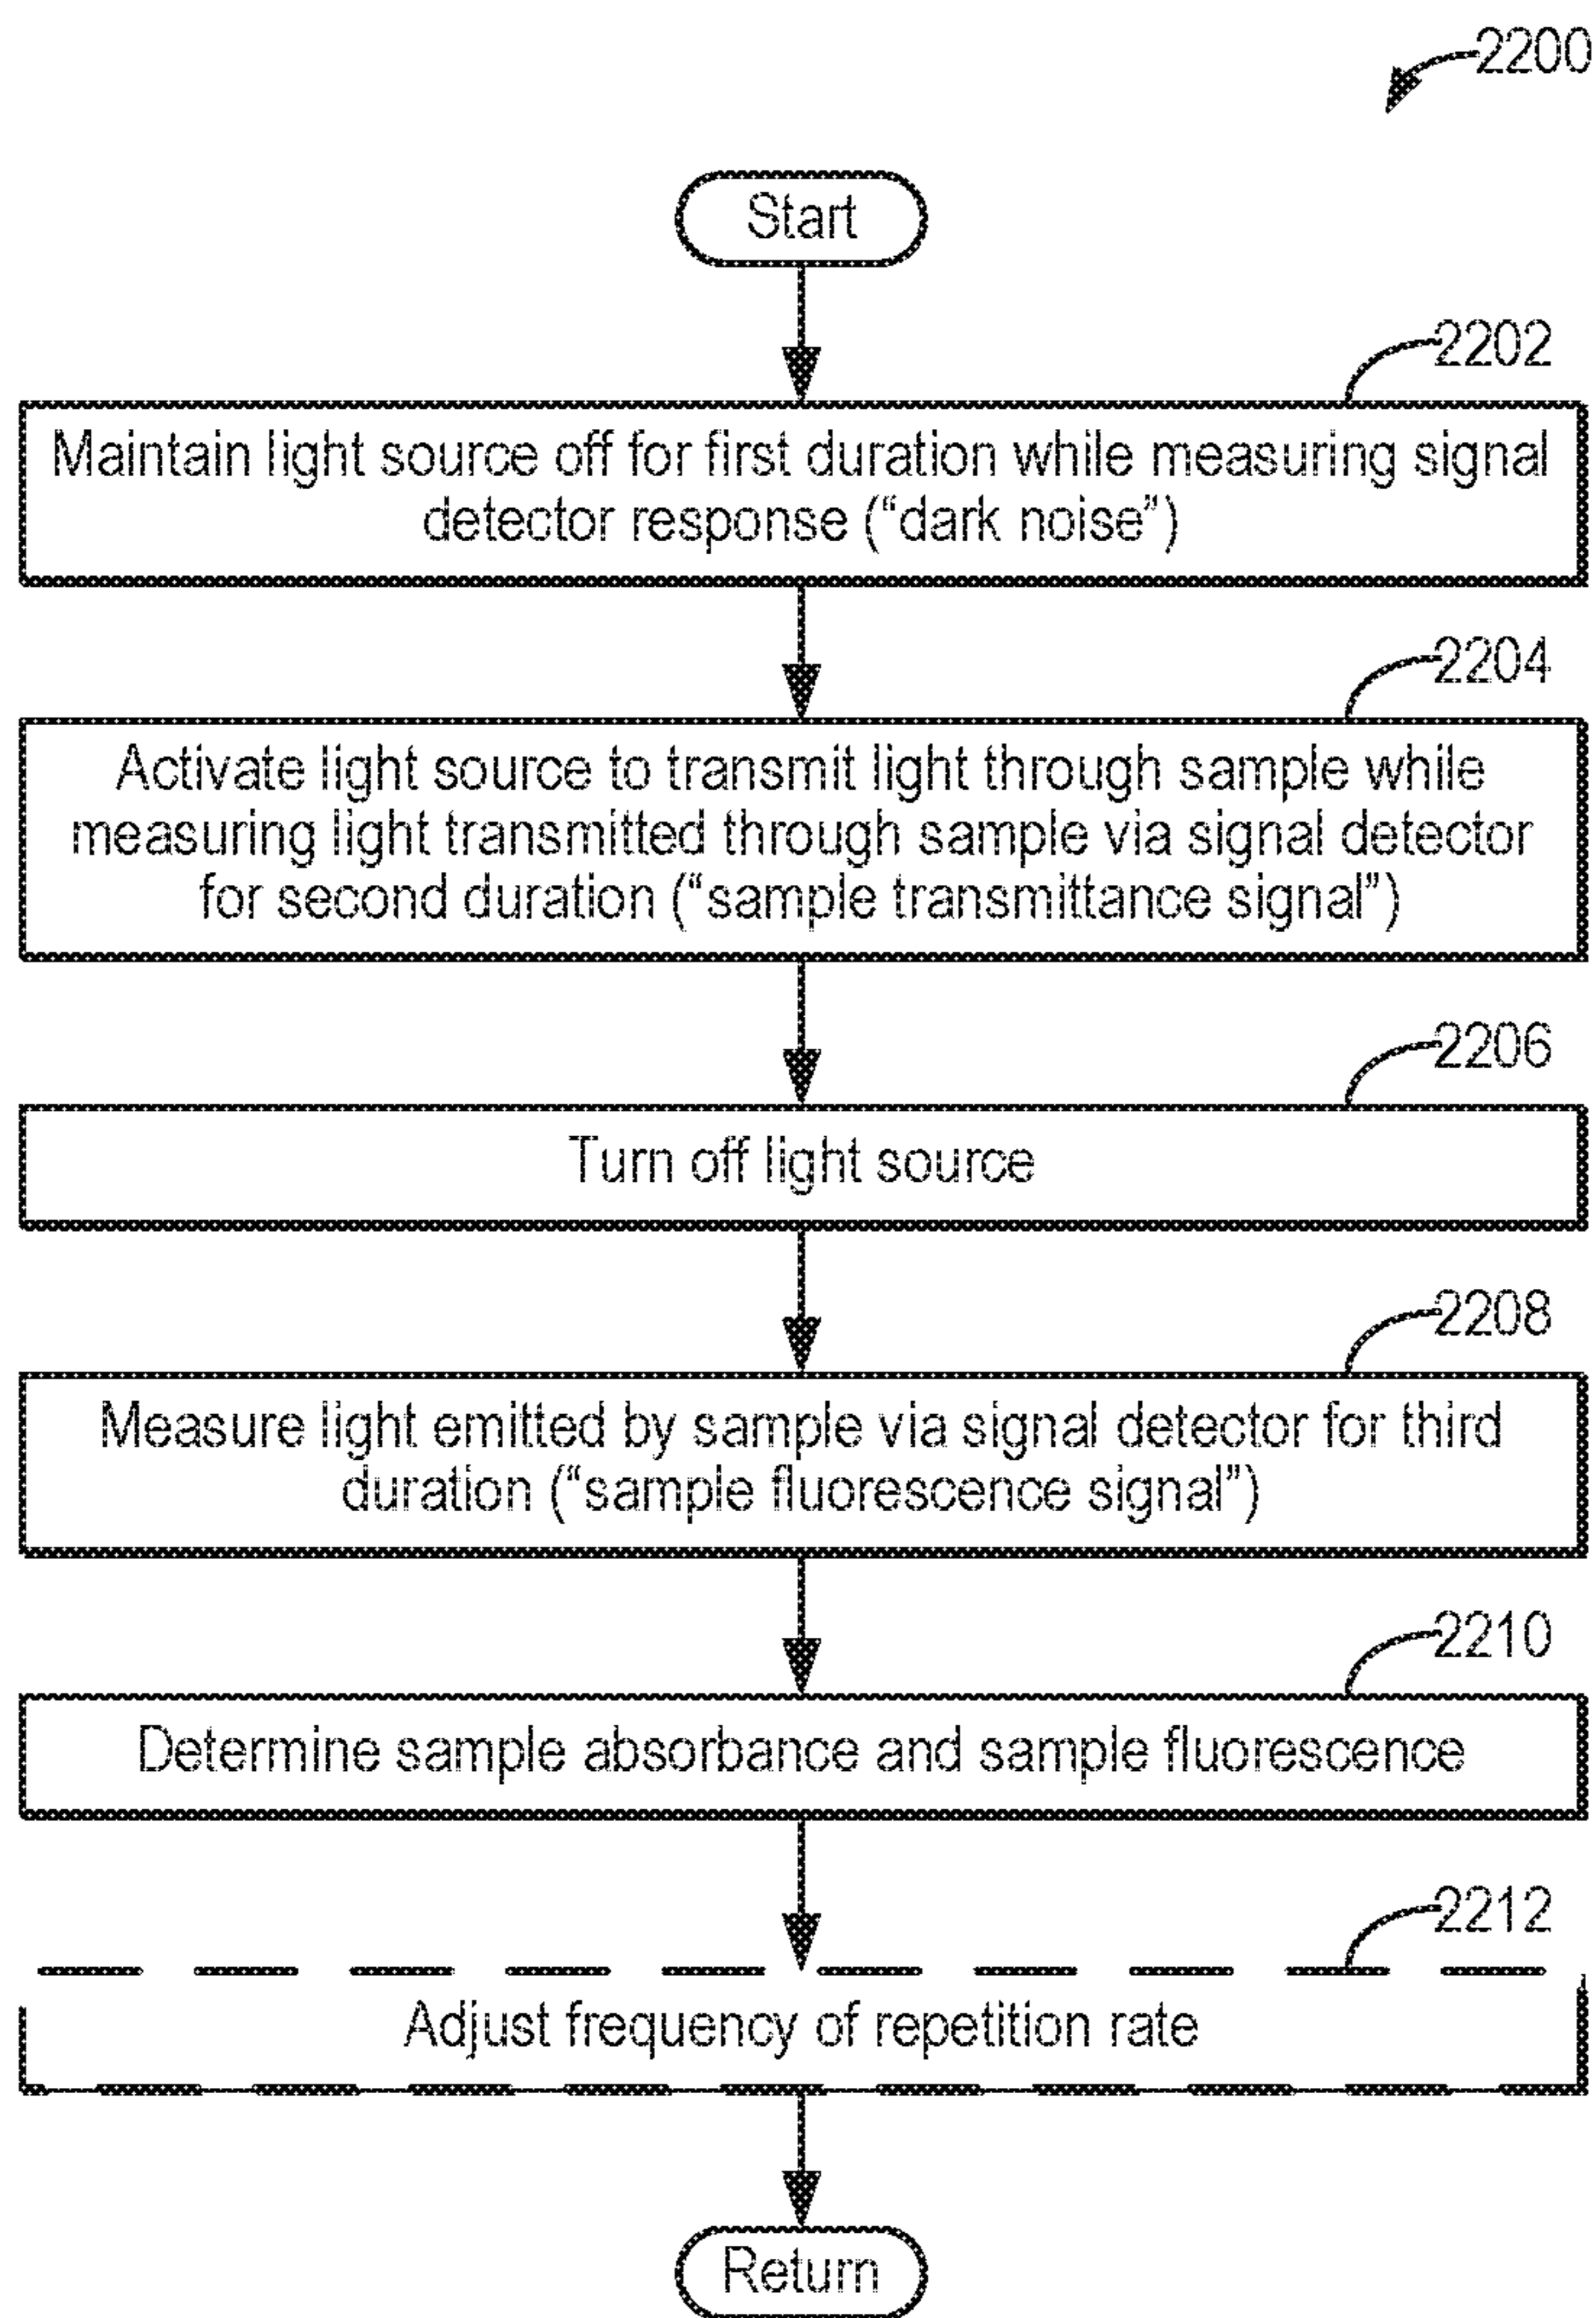 2200
Start
2202
Maintain light source off for first duration while measuring signal
detector response (“dark noise”)
2204
Activate light source to transmit light through sample while
measuring light transmitted through sample via signal detector
for second duration (“sample transmittance signal”)
2206
Turn off light source
2208
Measure light emitted by sample via signal detector for third
duration (“sample fluorescence signal”)
2210
Determine sample absorbance and sample fluorescence
2212
Adjust frequency of repetition rate
Return